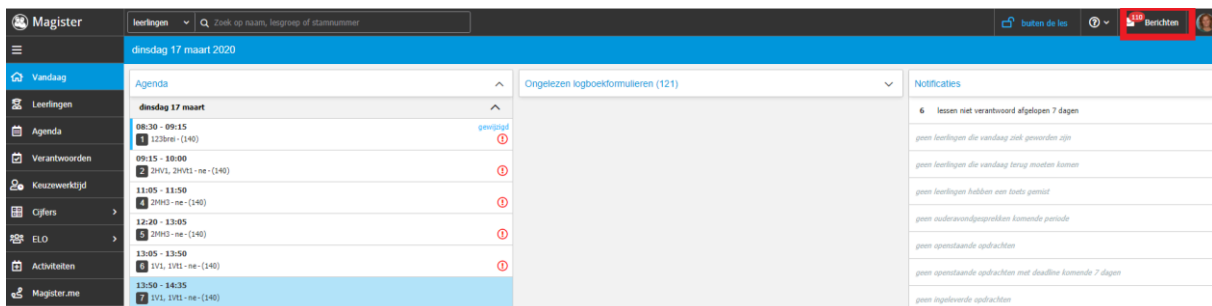 Magister
leerlingen
Zoek op naam, lesgroep of stamnummer
buiten de les
210
Berichten
dinsdag 17 maart 2020
Vandaag
Leerlingen
Agenda
Verantwoorden
Keuzewerktijd
Cijfers
ELO
Activiteiten
Magister.me
Agenda
dinsdag 17 maart
08:30 - 09:15
gewijzigd
1 123brei - (140)
09:15 - 10:00
2 2HV1, 2HVt1 - ne - (140)
11:05 - 11:50
4 2MH3 - ne - (140)
12:20 - 13:05
5 2MH3 - ne - (140)
13:05 - 13:50
6 1V1, 1Vt1 - ne - (140)
13:50 - 14:35
7 1V1, 1Vt1 - ne - (140)
Ongelezen logboekformulieren (121)
Notificaties
6 lessen niet verantwoord afgelopen 7 dagen
geen leerlingen die vandaag ziek geworden zijn
geen leerlingen die vandaag terug moeten komen
geen leerlingen hebben een toets gemist
geen ouderavondgesprekken komende periode
geen openstaande opdrachten
geen openstaande opdrachten met deadline komende 7 dagen
geen ingeleverde opdrachten